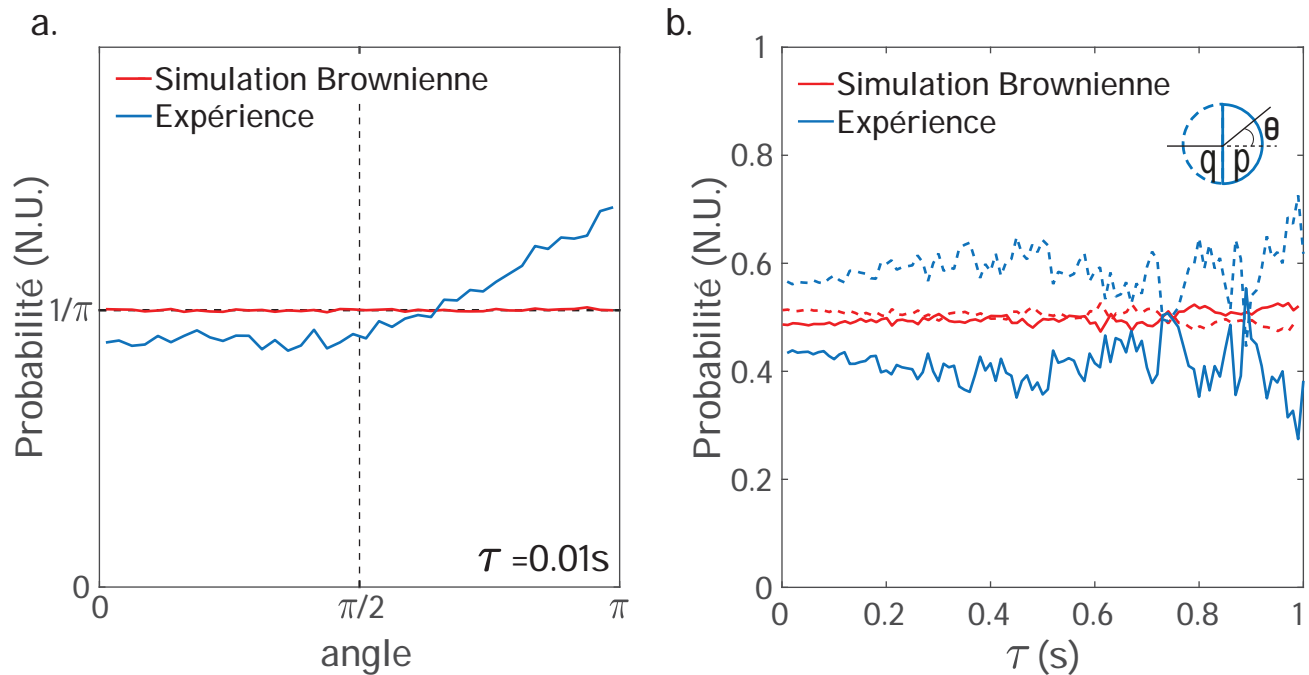 a.
Simulation Brownienne
Expérience
Probabilité (N.U.)
1/π
0
τ =0.01s
0
π/2
π
angle
b.
1
Simulation Brownienne
Expérience
θ
q p
0.8
0.6
0.4
0.2
0
Probabilité (N.U.)
0
0.2
0.4
0.6
0.8
1
τ (s)